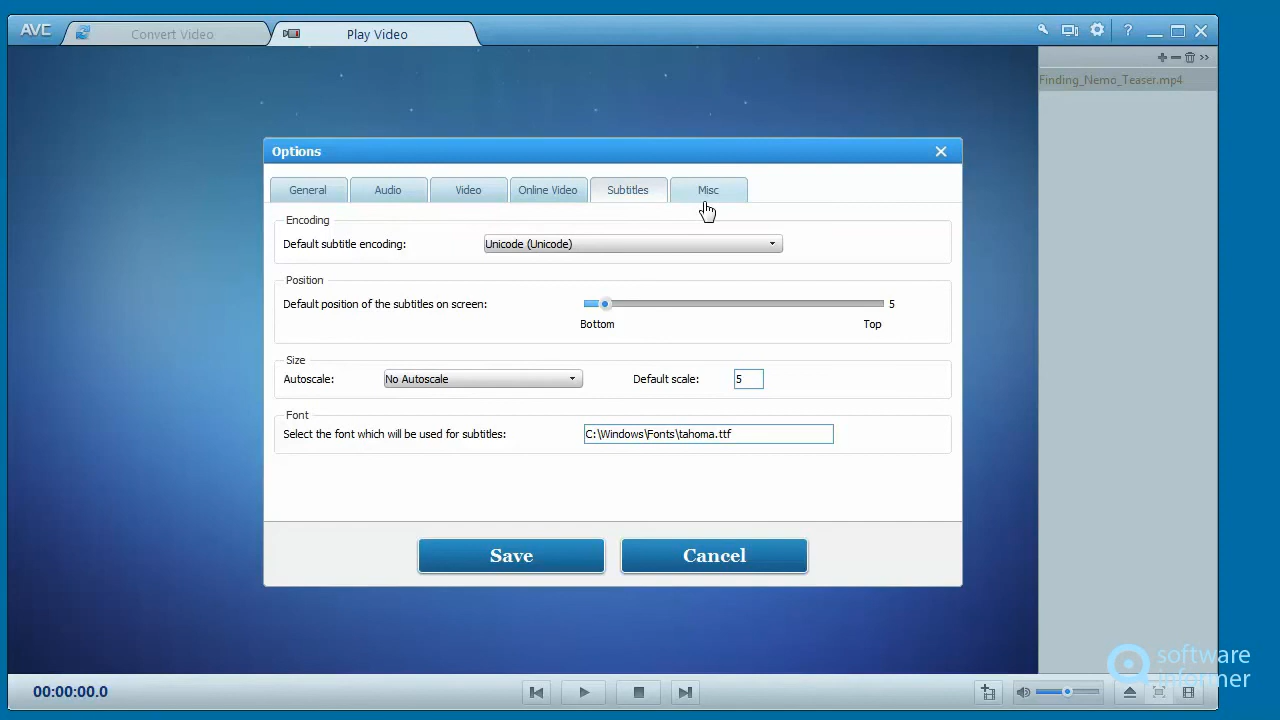 AVC
Convert Video
Play Video
?
Finding_Nemo_Teaser.mp4
Options
General
Audio
Video
Online Video
Subtitles
Misc
Encoding
Default subtitle encoding:
Unicode (Unicode)
Position
Default position of the subtitles on screen:
5
Bottom
Top
Size
Autoscale:
No Autoscale
Default scale:
5
Font
Select the font which will be used for subtitles:
C:\Windows\Fonts\tahoma.ttf
Save
Cancel
00:00:00.0
software
informer